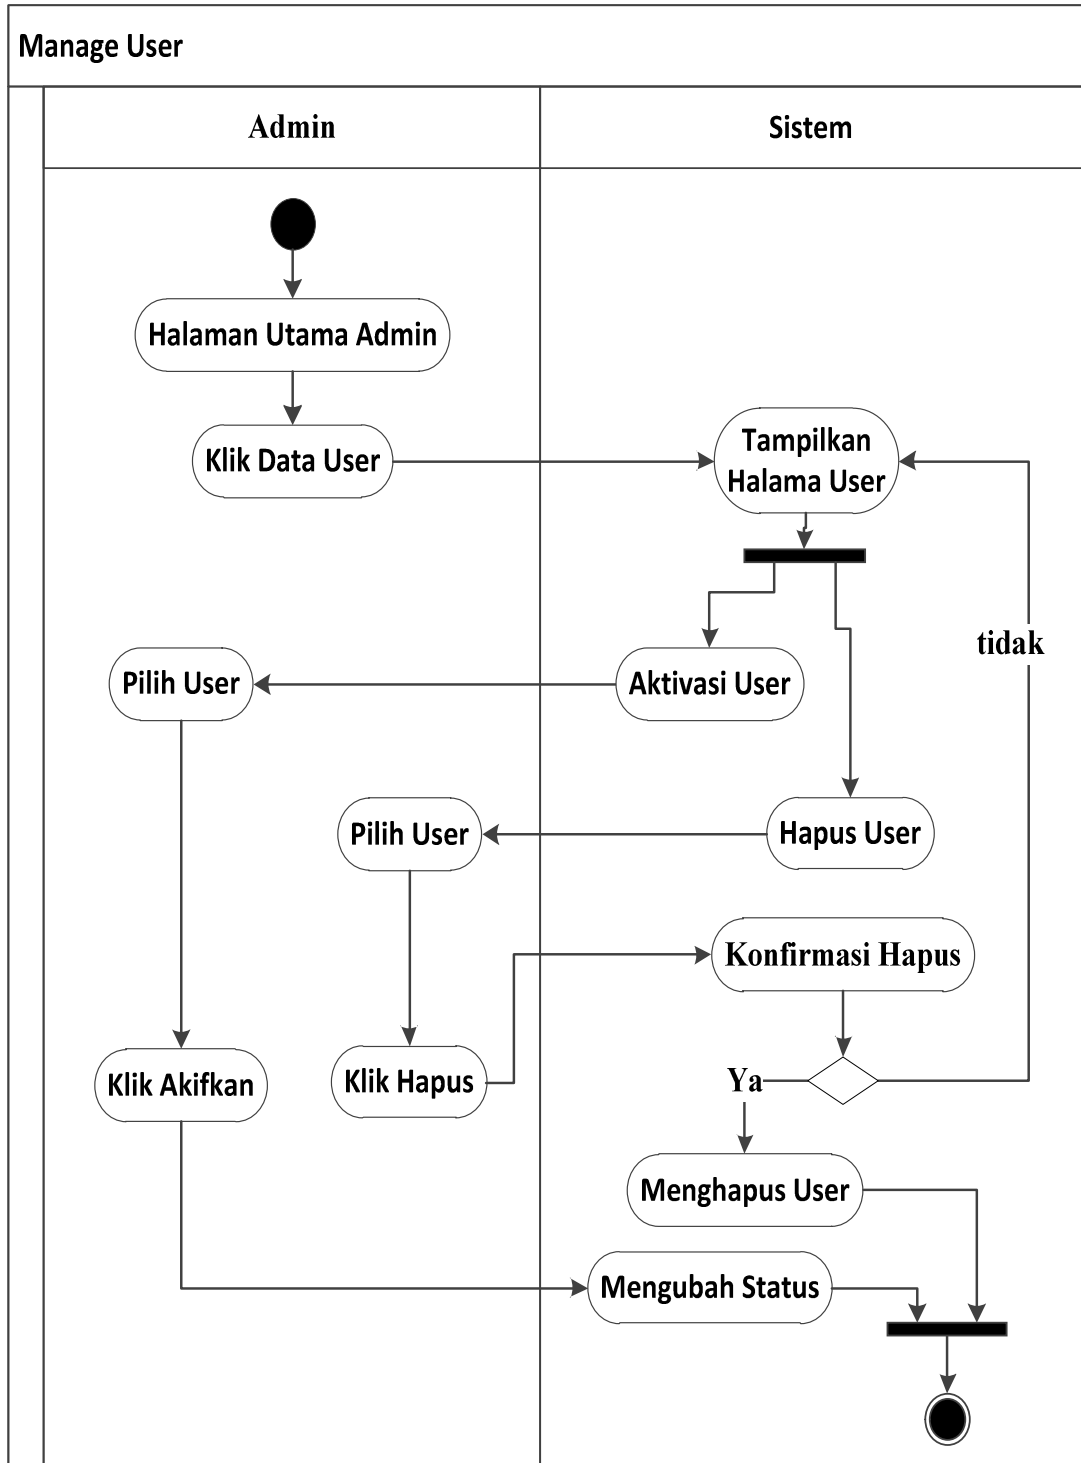 Manage User
Admin
Sistem
Halaman Utama Admin
Klik Data User
Tampilkan
Halama User
tidak
Pilih User
Aktivasi User
Pilih User
Hapus User
Konfirmasi Hapus
Klik Akifkan
Klik Hapus
Ya
Menghapus User
Mengubah Status